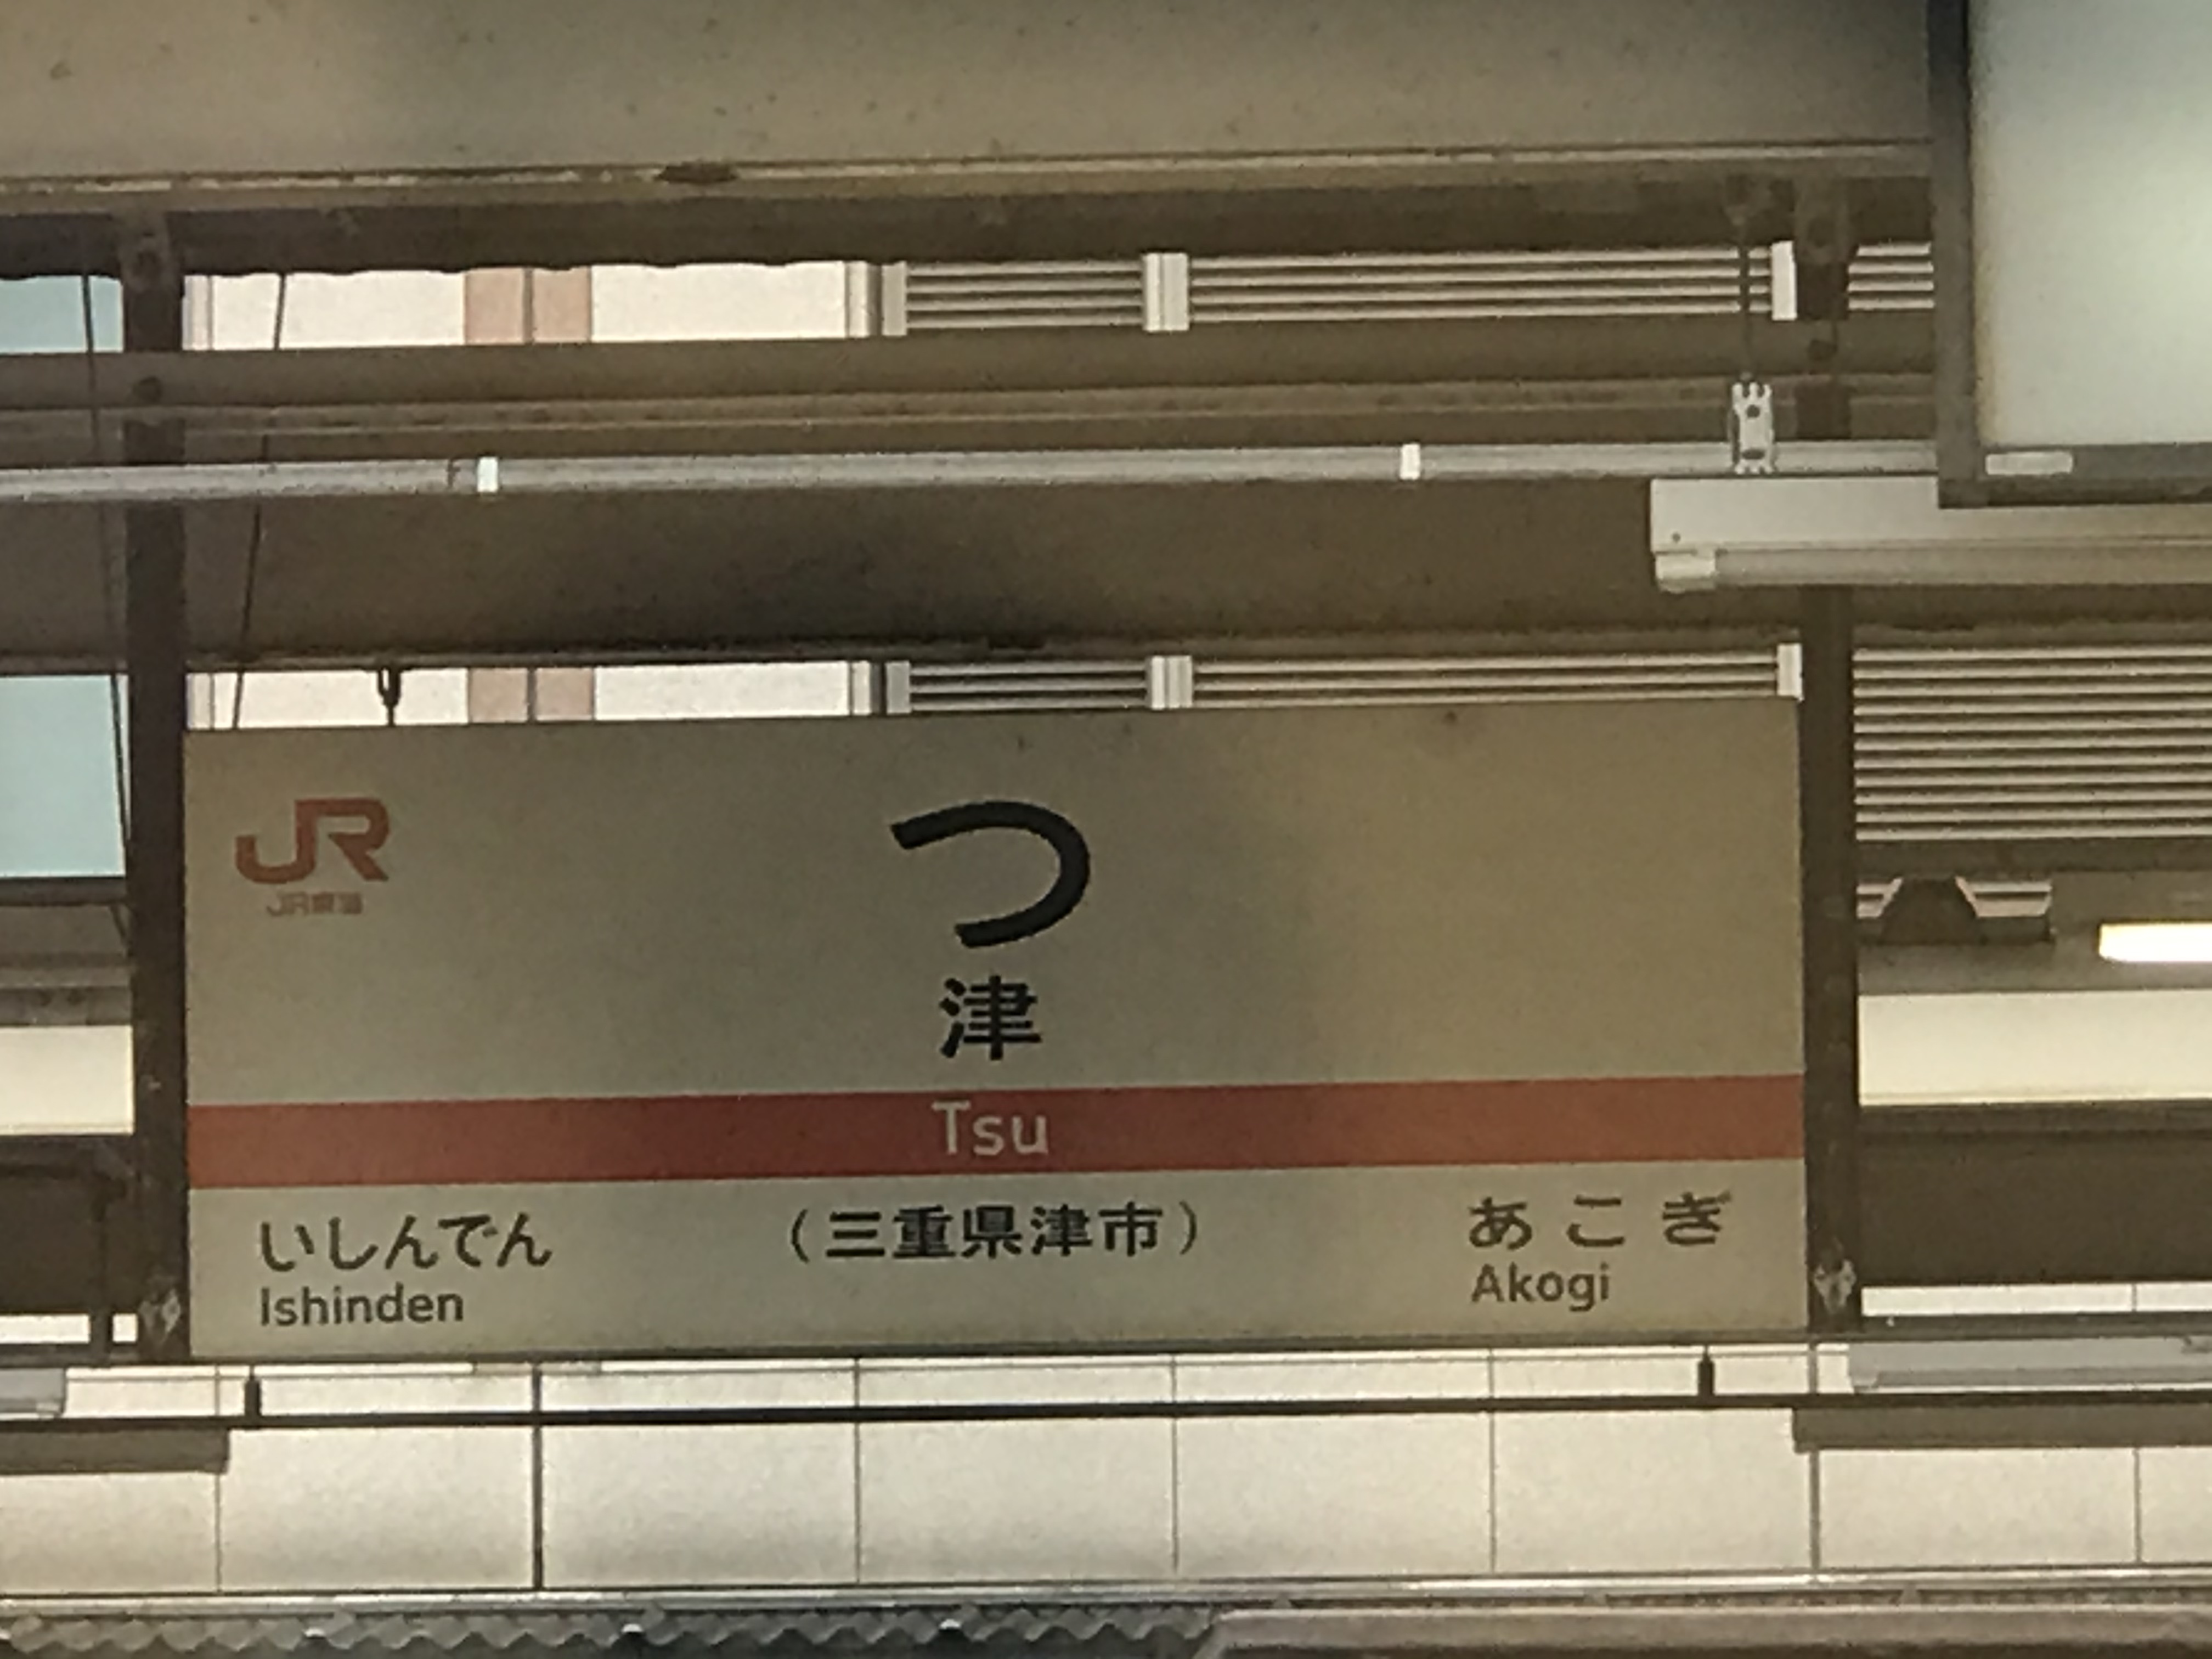 JR
JR東海
つ
津
Tsu
いしんでん
Ishinden
(三重県津市)
あこぎ
Akogi